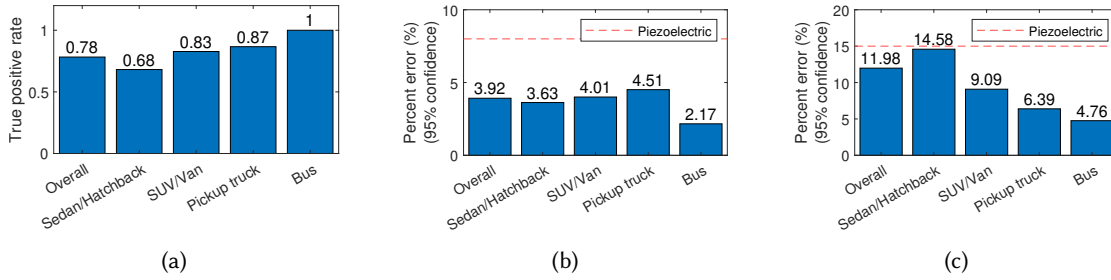 True positive rate
1
0.5
0
0.78
0.68
0.83
0.87
1
Overall
Sedan/Hatchback
SUV/Van
Pickup truck
Bus
(a)
Percent error (%)
(95% confidence)
10
5
0
Piezoelectric
3.92
3.63
4.01
4.51
2.17
Overall
Sedan/Hatchback
SUV/Van
Pickup truck
Bus
(b)
Percent error (%)
(95% confidence)
20
15
10
5
0
Piezoelectric
11.98
14.58
9.09
6.39
4.76
Overall
Sedan/Hatchback
SUV/Van
Pickup truck
Bus
(c)